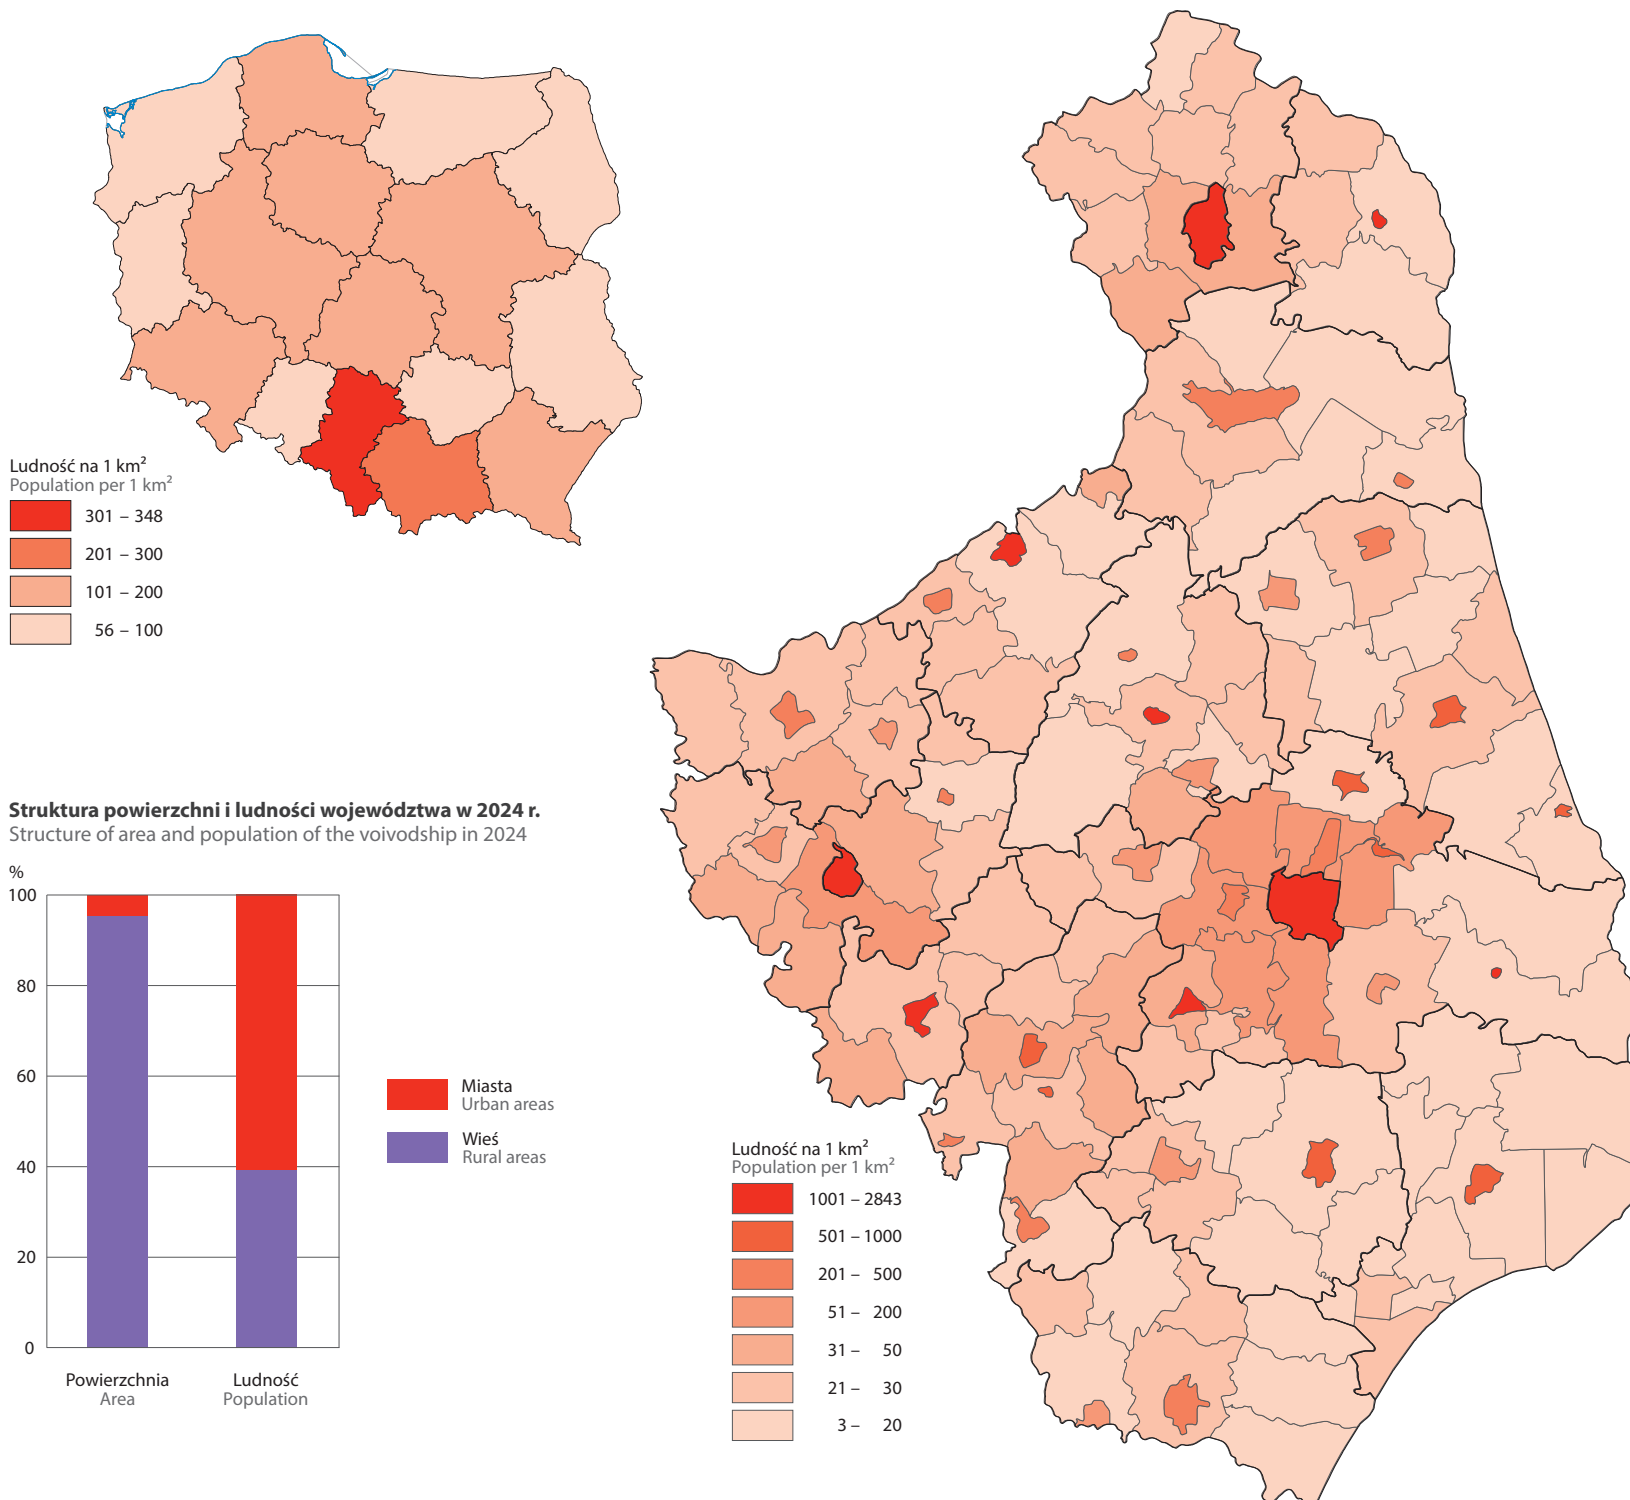 Ludność na 1 km²
Population per 1 km²
301 – 348
201 – 300
101 – 200
56 – 100
Struktura powierzchni i ludności województwa w 2024 r.
Structure of area and population of the voivodship in 2024
%
100
80
60
40
20
0
Powierzchnia
Area
Ludność
Population
Miasta
Urban areas
Wieś
Rural areas
Ludność na 1 km²
Population per 1 km²
1001 – 2843
501 – 1000
201 – 500
51 – 200
31 – 50
21 – 30
3 – 20